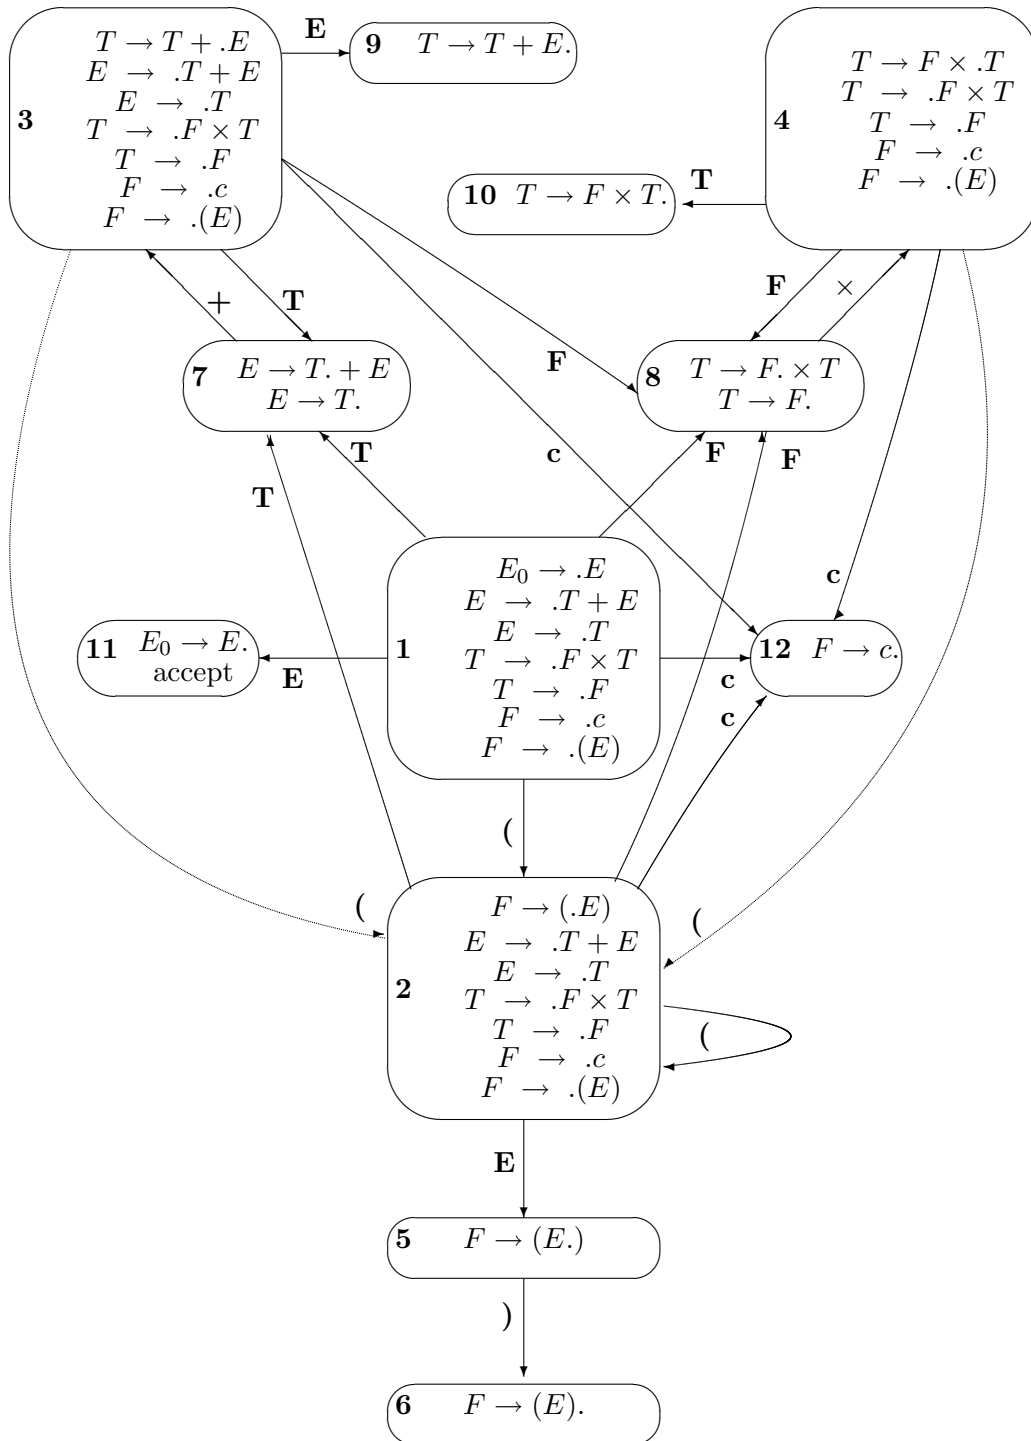 3
T → T + .E
E → .T + E
E → .T
T → .F × T
T → .F
F → .c
F → .(E)
E
9 T → T + E.
4
T → F × .T
T → .F × T
T → .F
F → .c
F → .(E)
T
10 T → F × T.
+
T
F
×
F
7 E → T. + E
E → T.
8 T → F. × T
T → F.
T
c
F
F
T
c
1
E₀ → .E
E → .T + E
E → .T
T → .F × T
T → .F
F → .c
F → .(E)
11 E₀ → E.
accept
E
12 F → c.
c
c
(
(
(
2
F → (.E)
E → .T + E
E → .T
T → .F × T
T → .F
F → .c
F → .(E)
(
E
5 F → (E.)
)
6 F → (E).